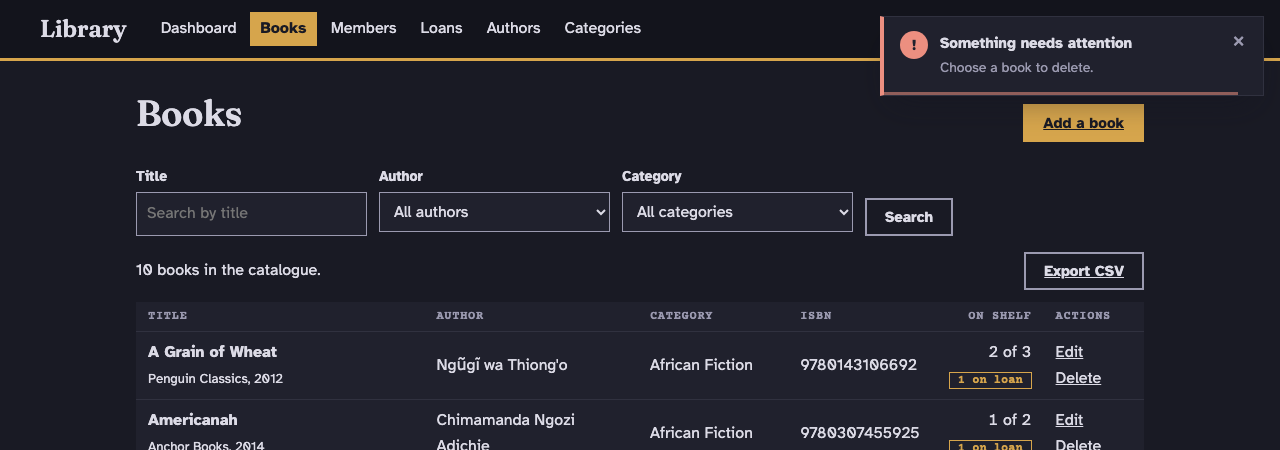 Library Dashboard Books Members Loans Authors Categories
! Something needs attention ×
Choose a book to delete.
Books
Add a book
Title Author Category
Search by title All authors All categories Search
10 books in the catalogue. Export CSV
TITLE AUTHOR CATEGORY ISBN ON SHELF ACTIONS
A Grain of Wheat Ngũgĩ wa Thiong'o African Fiction 9780143106692 2 of 3 Edit
Penguin Classics, 2012 1 on loan Delete
Americanah Chimamanda Ngozi Adichie African Fiction 9780307455925 1 of 2 Edit
Anchor Books, 2014 1 on loan Delete